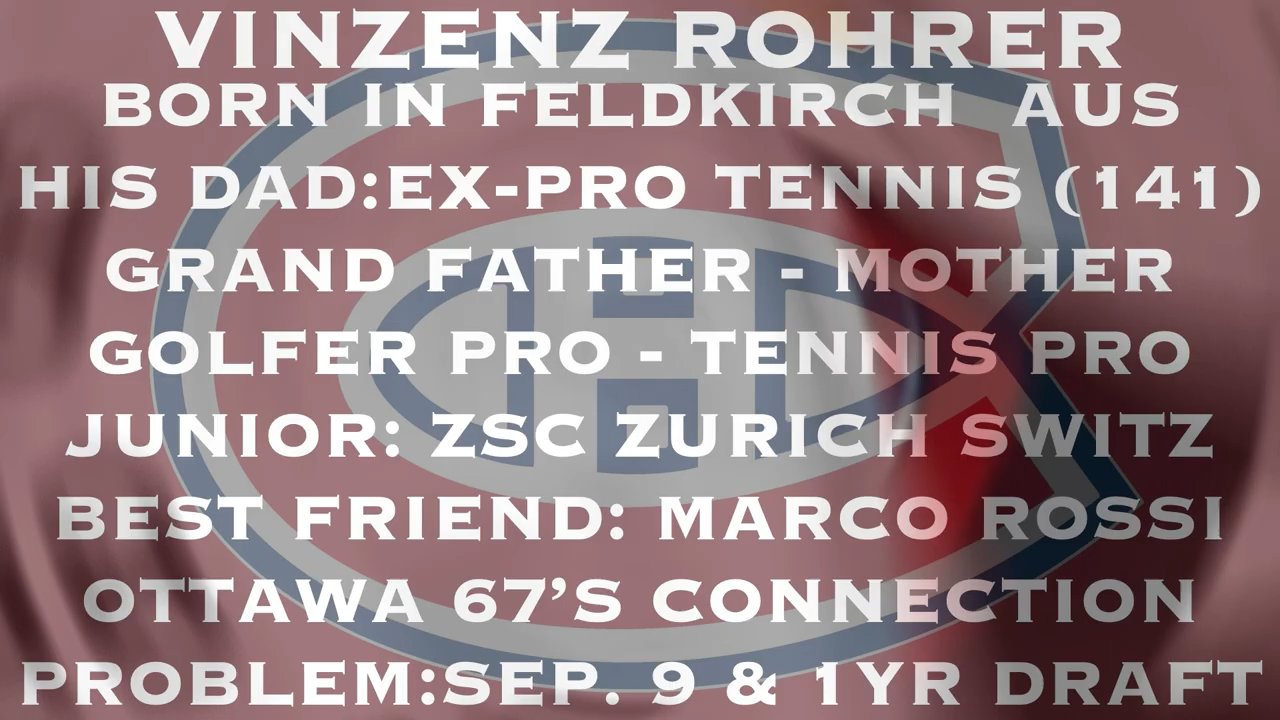 VINZENZ ROHRER
BORN IN FELDKIRCH AUS
HIS DAD:EX-PRO TENNIS (141)
GRAND FATHER - MOTHER
GOLFER PRO - TENNIS PRO
JUNIOR: ZSC ZURICH SWITZ
BEST FRIEND: MARCO ROSSI
OTTAWA 67'S CONNECTION
PROBLEM:SEP. 9 & 1YR DRAFT